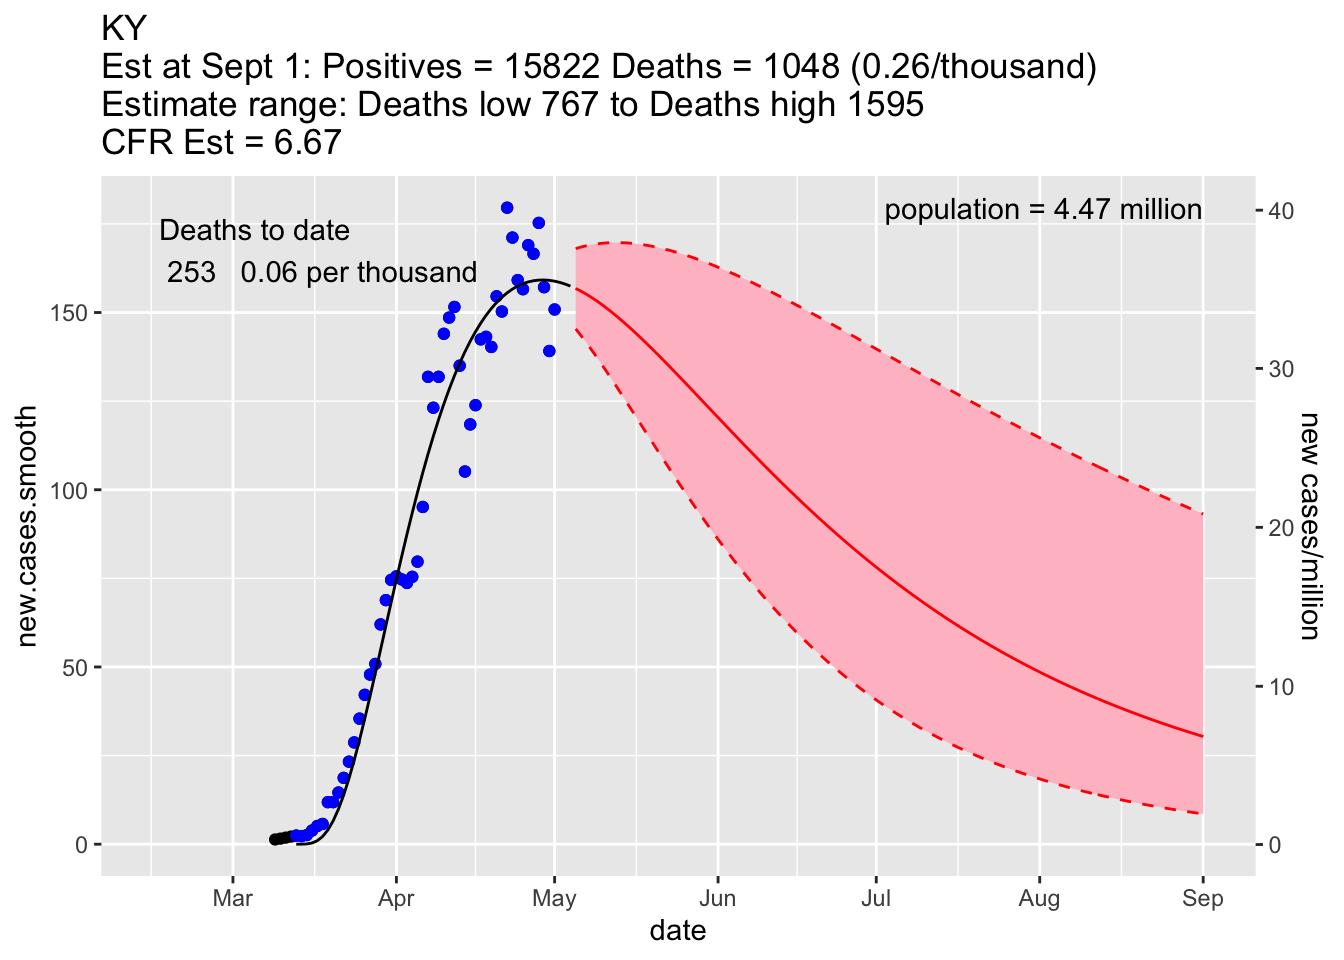 KY
Est at Sept 1: Positives = 15822 Deaths = 1048 (0.26/thousand)
Estimate range: Deaths low 767 to Deaths high 1595
CFR Est = 6.67
Deaths to date
253 0.06 per thousand
population = 4.47 million
150
100
50
0
new.cases.smooth
40
30
20
10
0
new cases/million
Mar Apr May Jun Jul Aug Sep
date